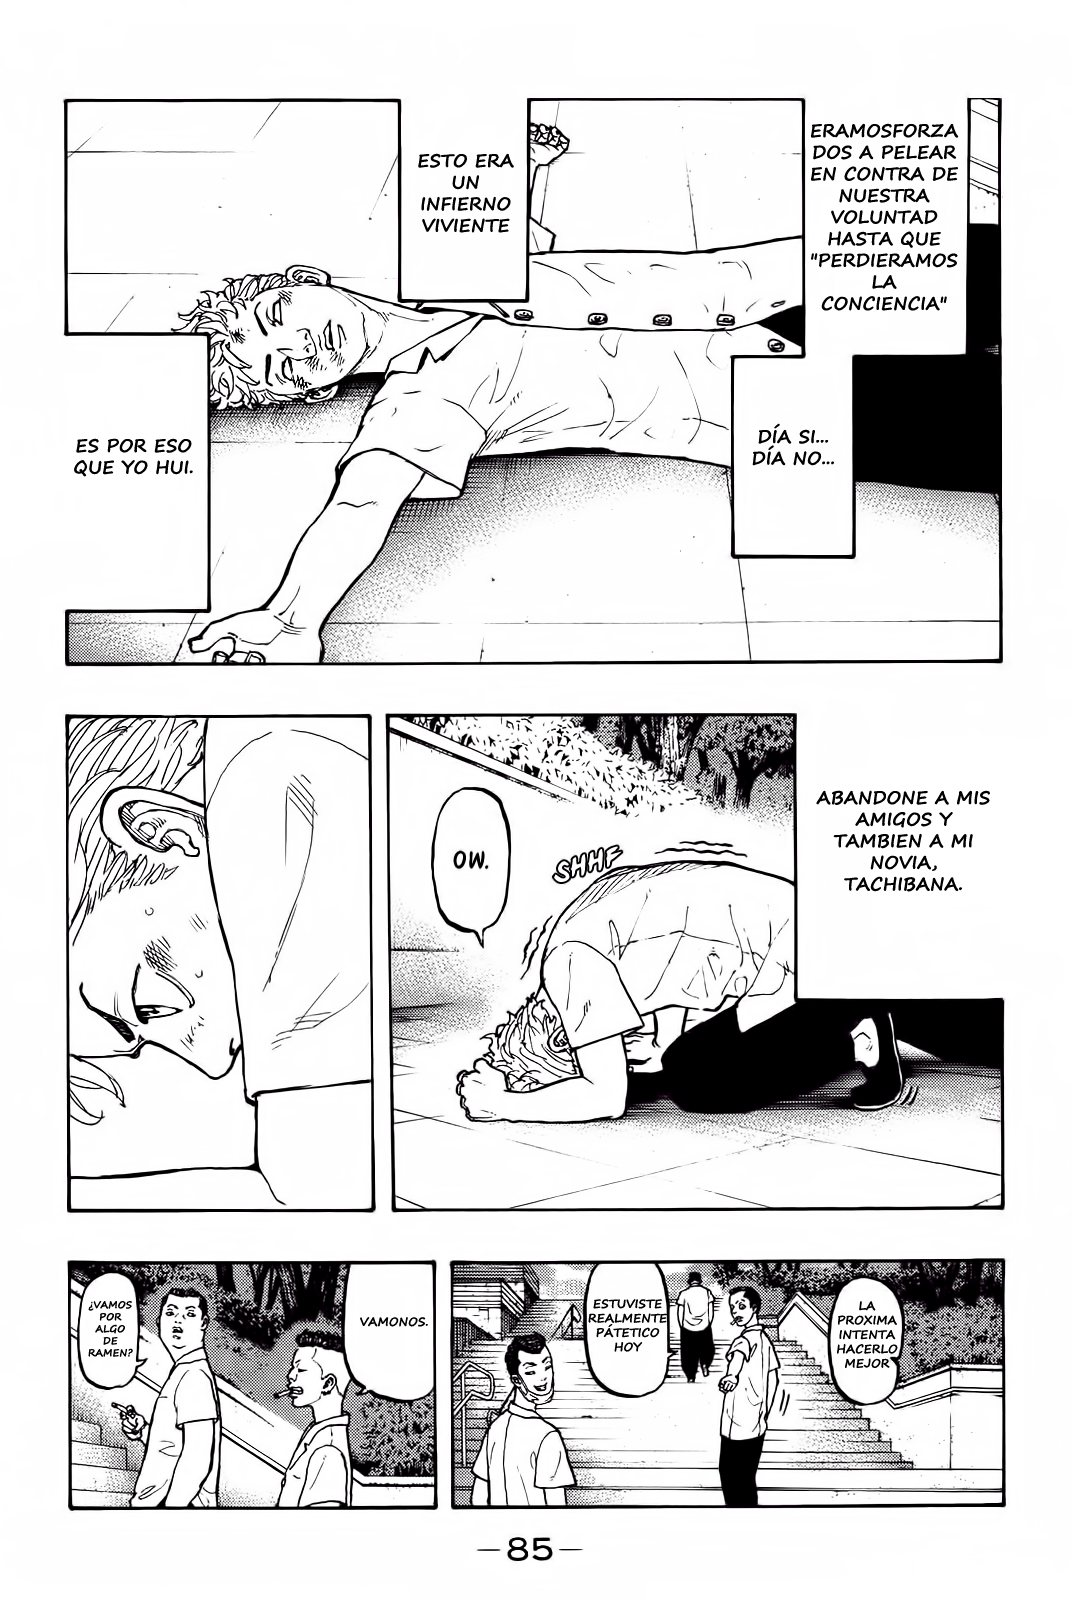 ERAMOSFORZA
DOS A PELEAR
EN CONTRA DE
NUESTRA
VOLUNTAD
HASTA QUE
"PERDIERAMOS
LA
CONCIENCIA"
DÍA SI...
DÍA NO...
ESTO ERA
UN
INFIERNO
VIVIENTE
ES POR ESO
QUE YO HUI.
ABANDONE A MIS
AMIGOS Y
TAMBIEN A MI
NOVIA,
TACHIBANA.
SHHF
OW.
LA
PROXIMA
INTENTA
HACERLO
MEJOR
ESTUVISTE
REALMENTE
PÁTETICO
HOY
VAMONOS.
¿VAMOS
POR
ALGO
DE
RAMEN?
—85—